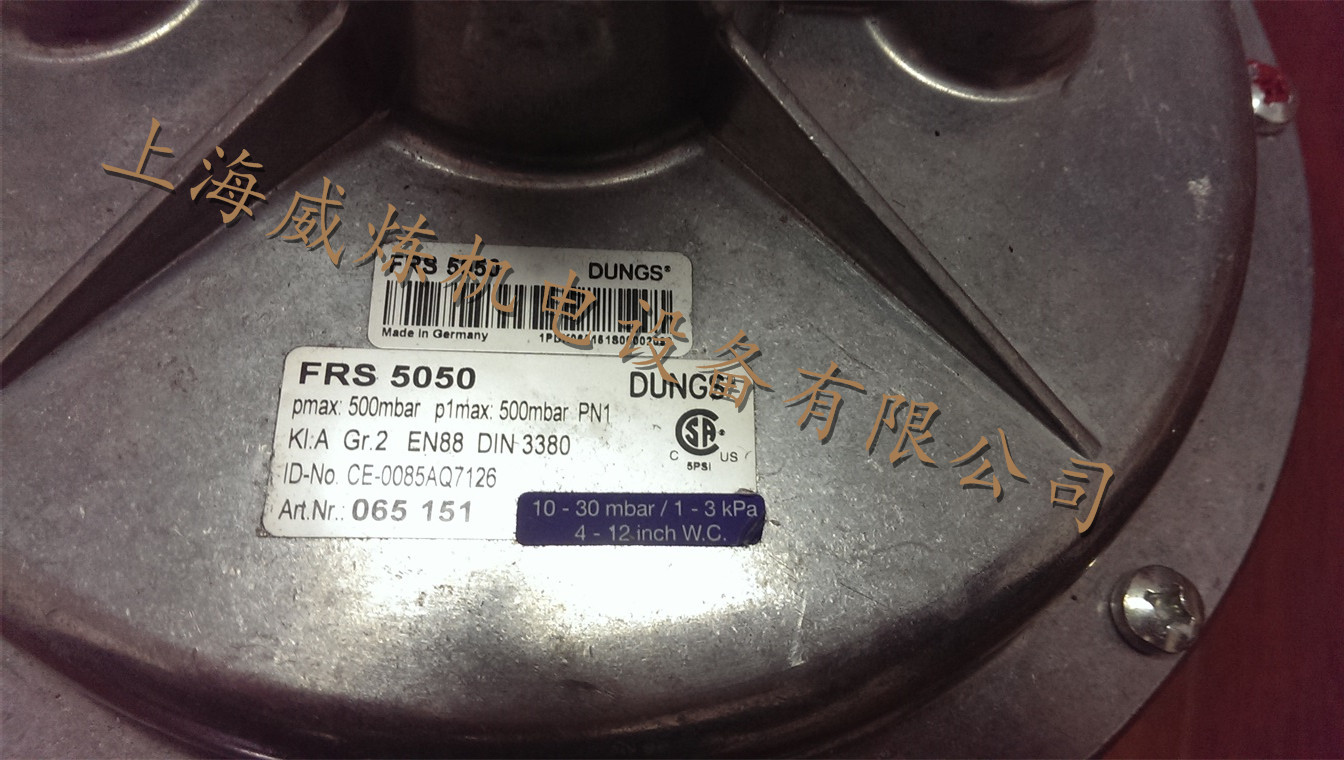 上海威炼机电设备有限公司
FRS 5050 DUNGS®
Made in Germany
FRS 5050 DUNGS®
pmax: 500mbar p1max: 500mbar PN1
Kl.A Gr.2 EN88 DIN 3380
C US
5PSI
ID-No. CE-0085AQ7126
Art.Nr.: 065 151
10 - 30 mbar / 1 - 3 kPa
4 - 12 inch W.C.